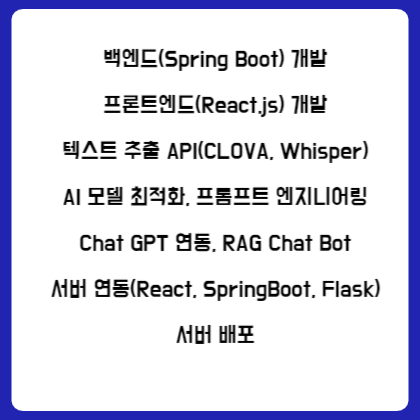 백엔드(Spring Boot) 개발
프론트엔드(React.js) 개발
텍스트 추출 API(CLOVA, Whisper)
AI 모델 최적화, 프롬프트 엔지니어링
Chat GPT 연동, RAG Chat Bot
서버 연동(React, SpringBoot, Flask)
서버 배포